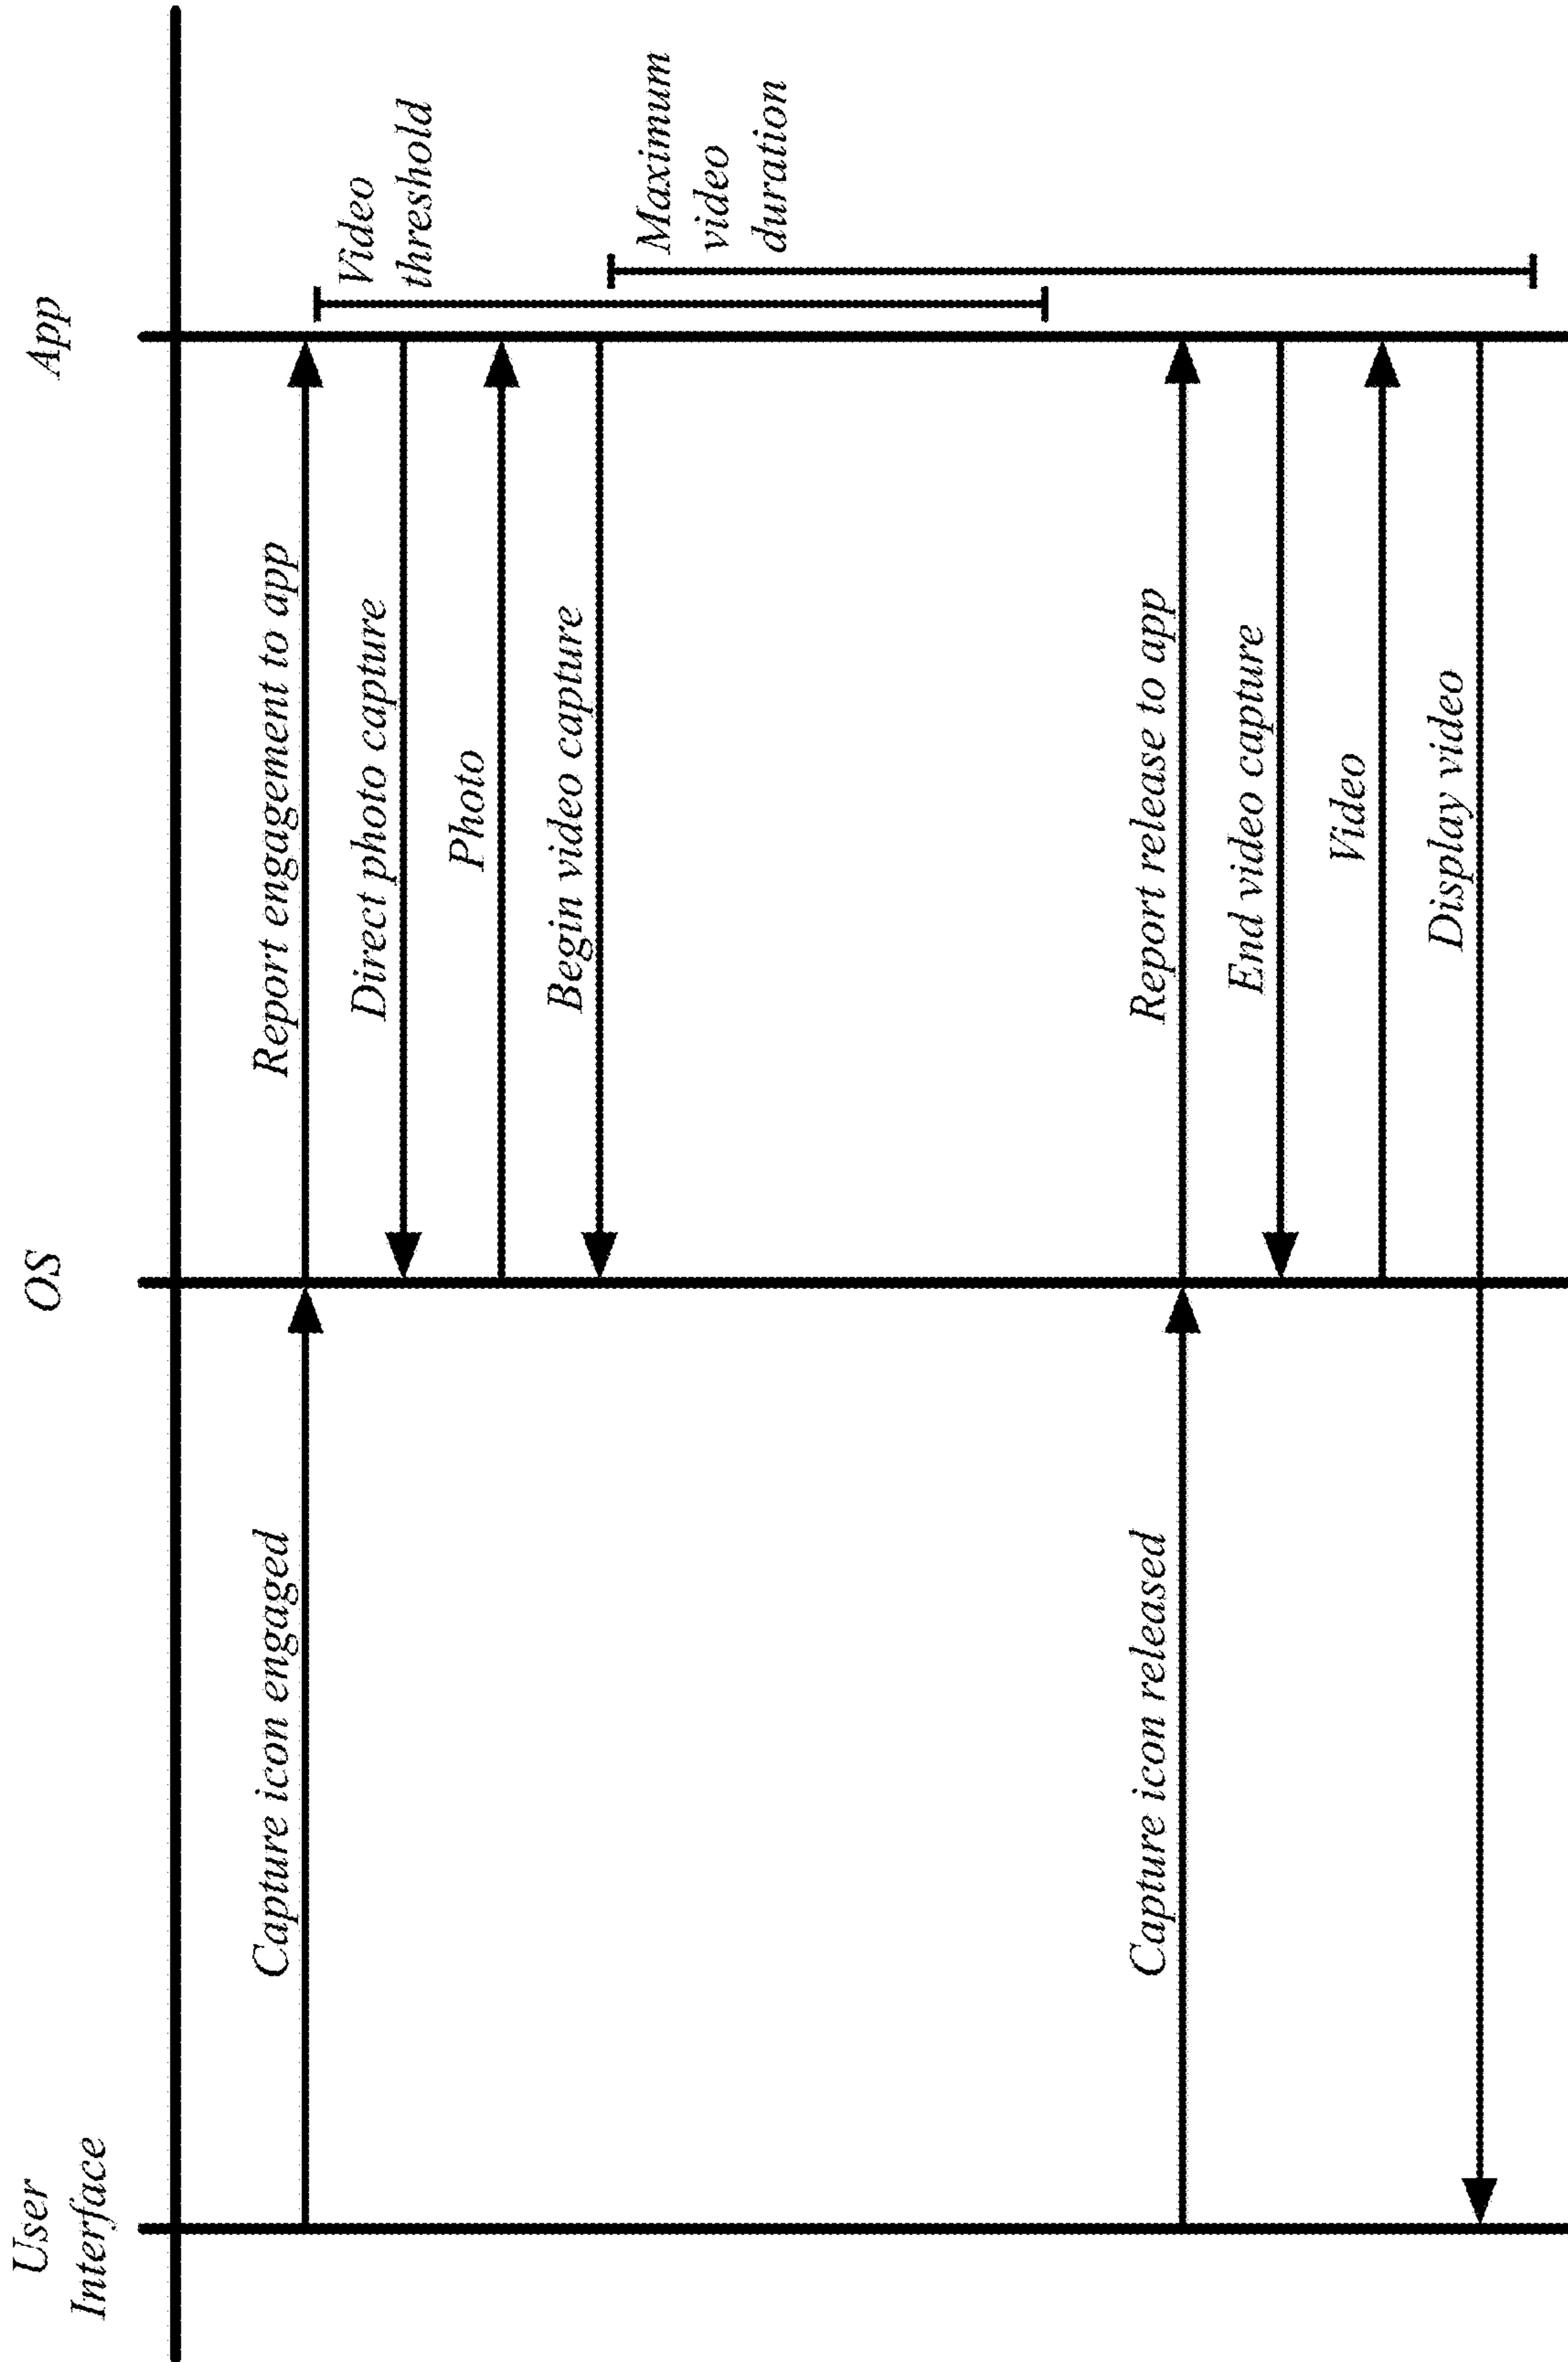 User
Interface
OS
App
Capture icon engaged
Report engagement to app
Video
threshold
Direct photo capture
Photo
Begin video capture
Maximum
video
duration
Capture icon released
Report release to app
End video capture
Video
Display video